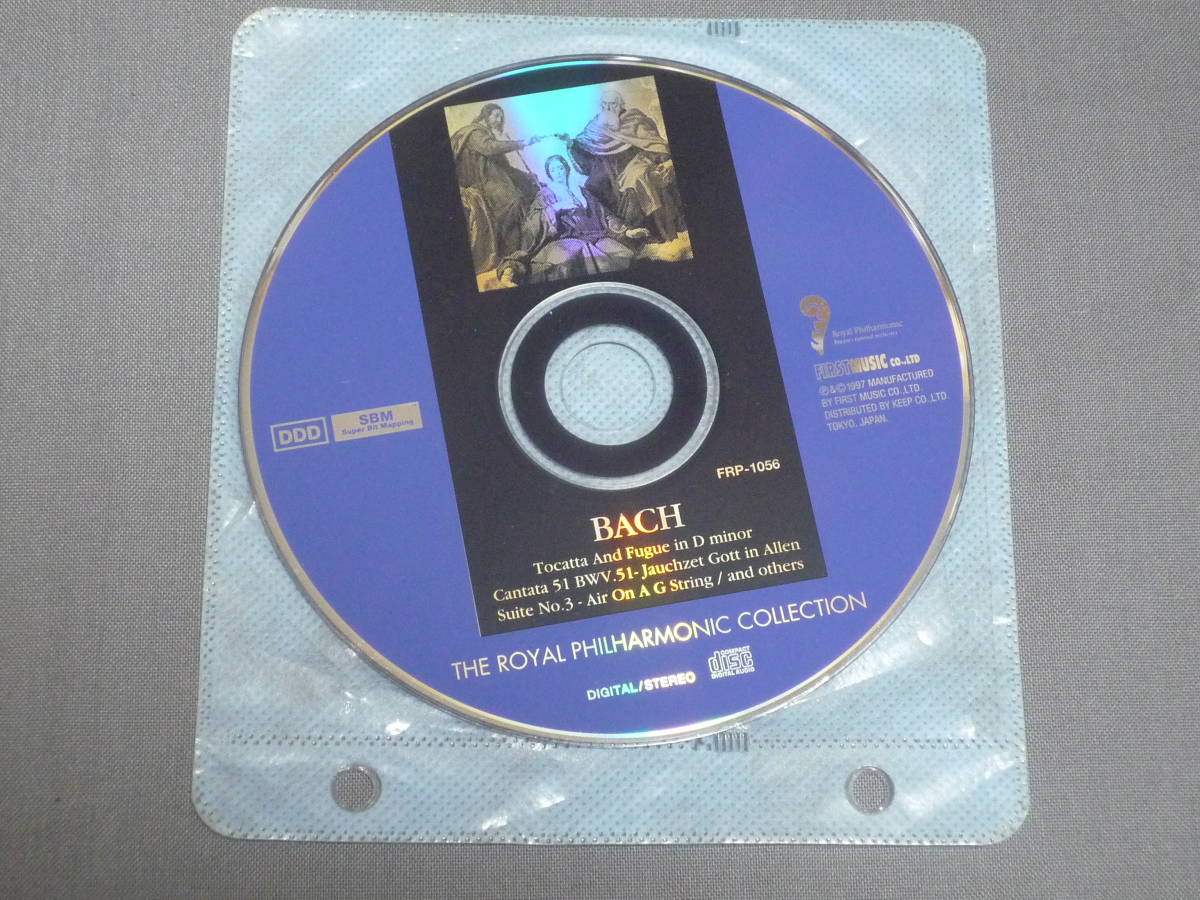 Royal Philharmonic
FIRST MUSIC CO.,LTD
℗&©1997 MANUFACTURED
BY FIRST MUSIC CO.,LTD.
DISTRIBUTED BY KEEP CO.,LTD.
TOKYO, JAPAN.
DDD
SBM
Super Bit Mapping
FRP-1056
BACH
Tocatta And Fugue in D minor
Cantata 51 BWV.51- Jauchzet Gott in Allen
Suite No.3 - Air On A G String / and others
THE ROYAL PHILHARMONIC COLLECTION
DIGITAL/STEREO
COMPACT
disc
DIGITAL AUDIO